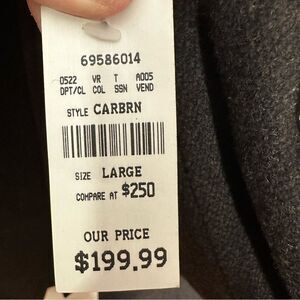 69586014
0522 VR T A005
DPT/CL COL SSN VEND
STYLE CARBRN
SIZE LARGE
COMPARE AT $250
OUR PRICE
$199.99